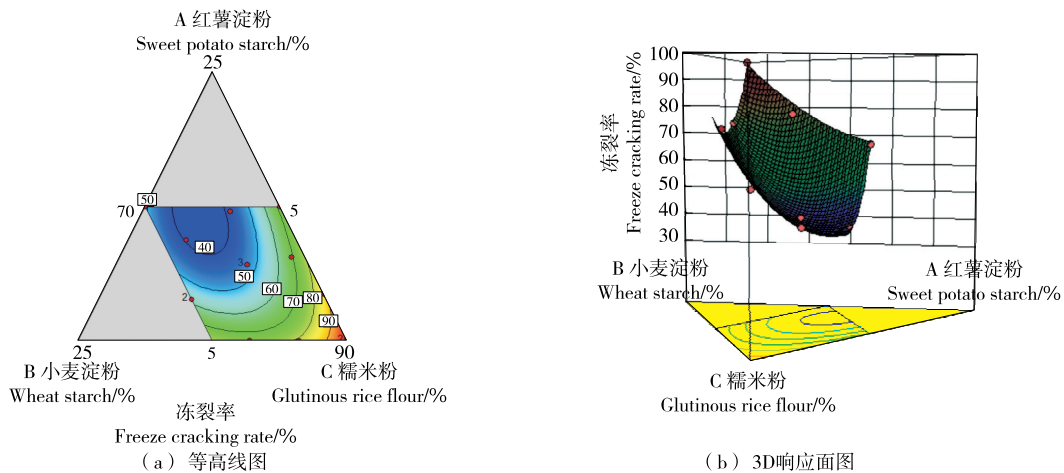 A 红薯淀粉
Sweet potato starch/%
25
50
70
5
40
3
50
2
60
70
80
90
2
25
5
90
B 小麦淀粉
Wheat starch/%
C 糯米粉
Glutinous rice flour/%
冻裂率
Freeze cracking rate/%
(a) 等高线图
冻裂率
Freeze cracking rate/%
100
90
80
70
60
50
40
30
B 小麦淀粉
Wheat starch/%
A 红薯淀粉
Sweet potato starch/%
C 糯米粉
Glutinous rice flour/%
(b) 3D响应面图